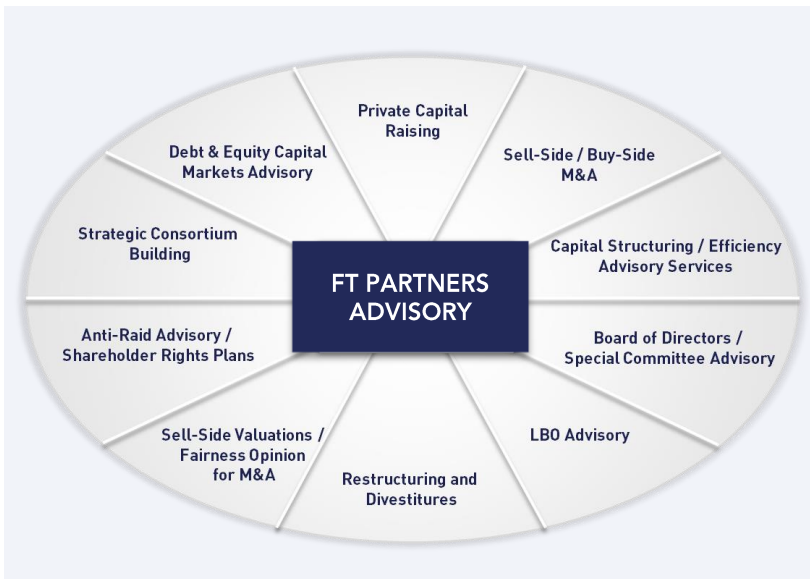 Private Capital
Raising
Sell-Side / Buy-Side
M&A
Capital Structuring / Efficiency
Advisory Services
Board of Directors /
Special Committee Advisory
LBO Advisory
Restructuring and
Divestitures
Sell-Side Valuations /
Fairness Opinion
for M&A
Anti-Raid Advisory /
Shareholder Rights Plans
Strategic Consortium
Building
Debt & Equity Capital
Markets Advisory
FT PARTNERS
ADVISORY